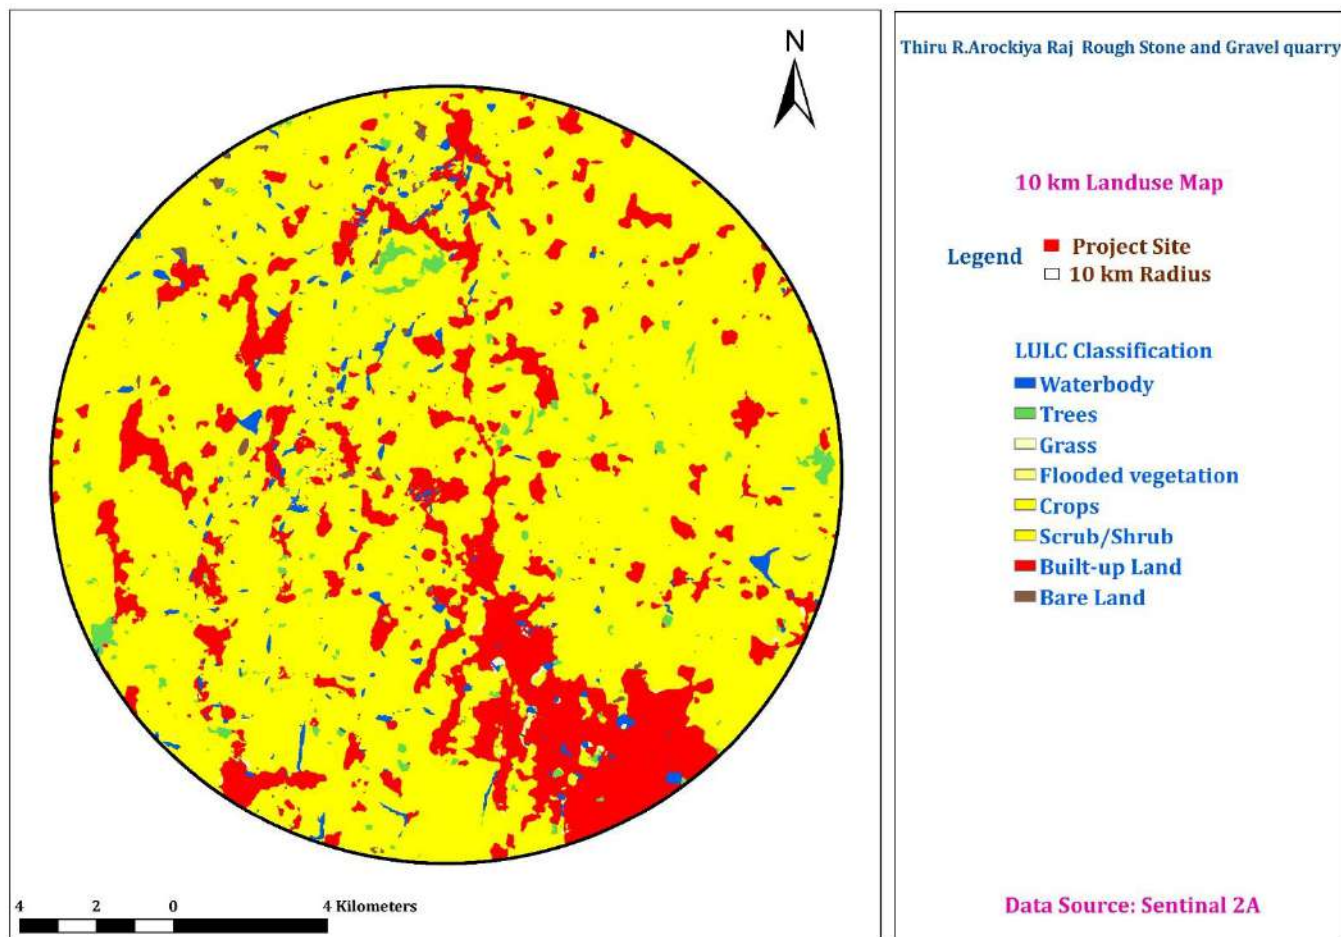 N
4 2 0 4 Kilometers
Thiru R.Arockiya Raj Rough Stone and Gravel quarry
10 km Landuse Map
Legend
Project Site
10 km Radius
LULC Classification
Waterbody
Trees
Grass
Flooded vegetation
Crops
Scrub/Shrub
Built-up Land
Bare Land
Data Source: Sentinal 2A